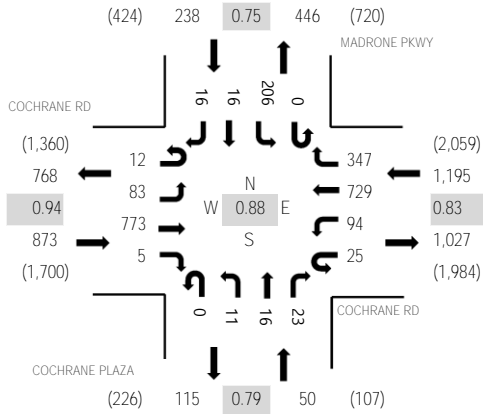 (424) 238 0.75 446 (720)
MADRONE PKWY
16 16 206 0
COCHRANE RD
(1,360)
768
0.94
873
(1,700)
12
83
773
5
N
W 0.88 E
S
347
729
94
25
(2,059)
1,195
0.83
1,027
(1,984)
0 11 16 23
COCHRANE RD
COCHRANE PLAZA
(226) 115 0.79 50 (107)